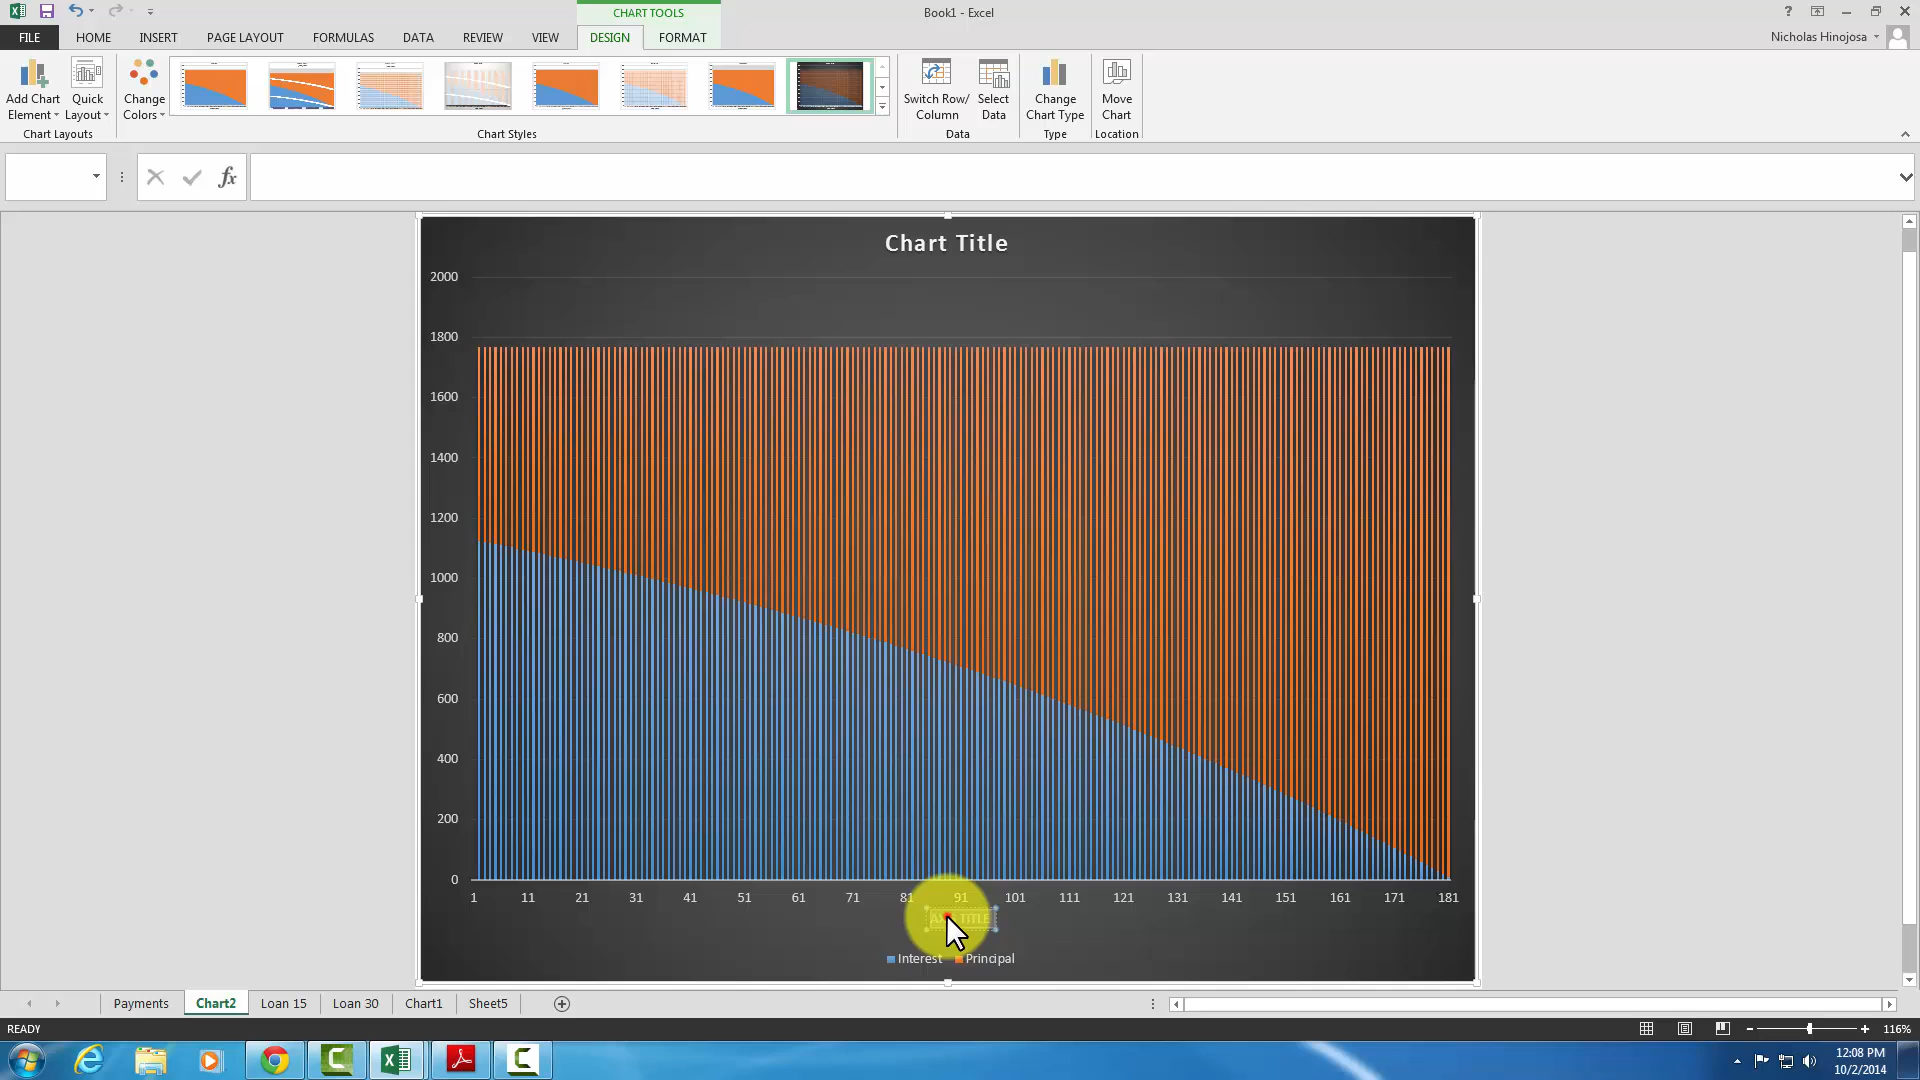 CHART TOOLS
Book1 - Excel
FILE HOME INSERT PAGE LAYOUT FORMULAS DATA REVIEW VIEW DESIGN FORMAT
Nicholas Hinojosa
Add Chart Element
Quick Layout
Change Colors
Switch Row/ Column
Select Data
Change Chart Type
Move Chart
Chart Layouts
Chart Styles
Data
Type
Location
fx
Chart Title
2000
1800
1600
1400
1200
1000
800
600
400
200
0
1 11 21 31 41 51 61 71 81 91 101 111 121 131 141 151 161 171 181
TITLE
Interest Principal
Payments Chart2 Loan 15 Loan 30 Chart1 Sheet5
READY
116%
12:08 PM
10/2/2014